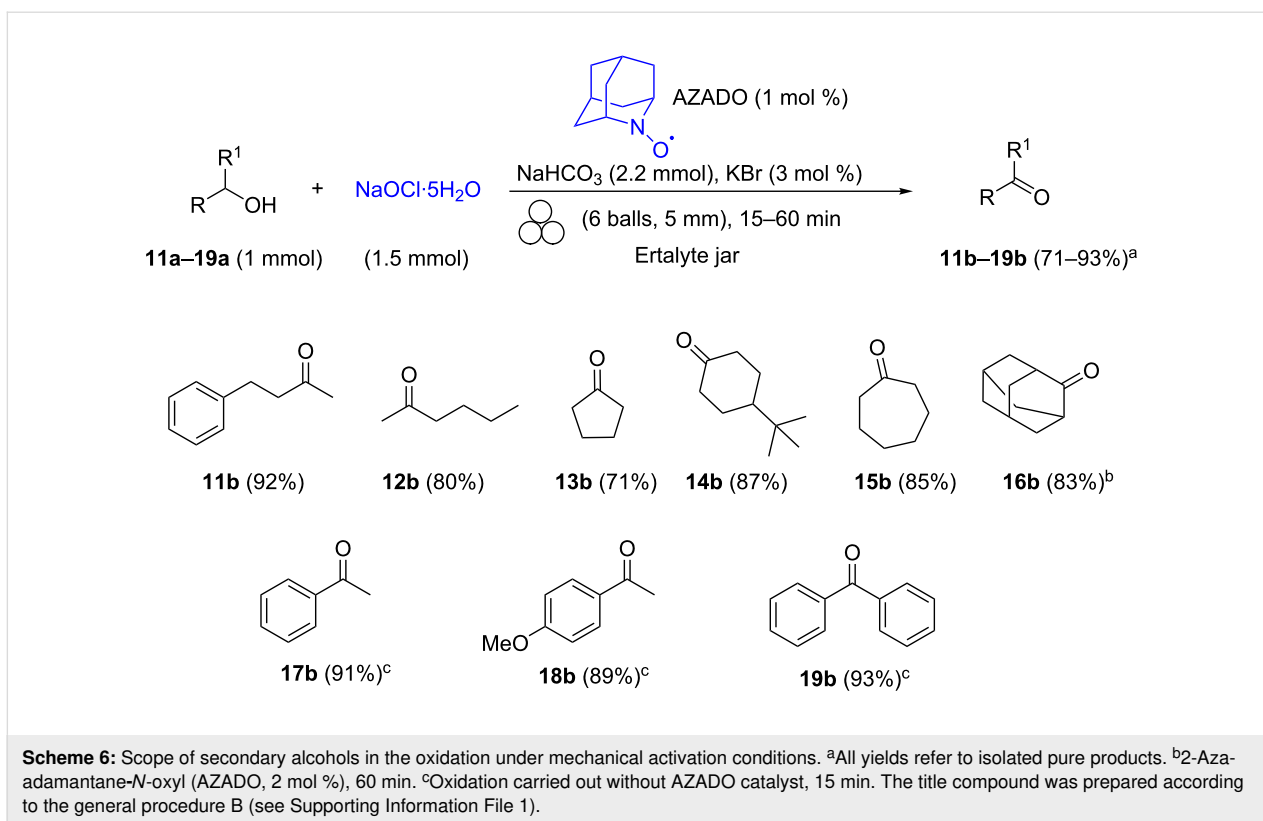 AZADO (1 mol %)
N
O•
R1
R
OH
+
NaOCl·5H2O
NaHCO3 (2.2 mmol), KBr (3 mol %)
R1
R
O
(6 balls, 5 mm), 15–60 min
11a–19a (1 mmol)
(1.5 mmol)
Ertalyte jar
11b–19b (71–93%)a
O
O
O
O
O
O
11b (92%)
12b (80%)
13b (71%)
14b (87%)
15b (85%)
16b (83%)b
O
O
O
MeO
17b (91%)c
18b (89%)c
19b (93%)c
Scheme 6: Scope of secondary alcohols in the oxidation under mechanical activation conditions. aAll yields refer to isolated pure products. b2-Aza-
adamantane-N-oxyl (AZADO, 2 mol %), 60 min. cOxidation carried out without AZADO catalyst, 15 min. The title compound was prepared according
to the general procedure B (see Supporting Information File 1).